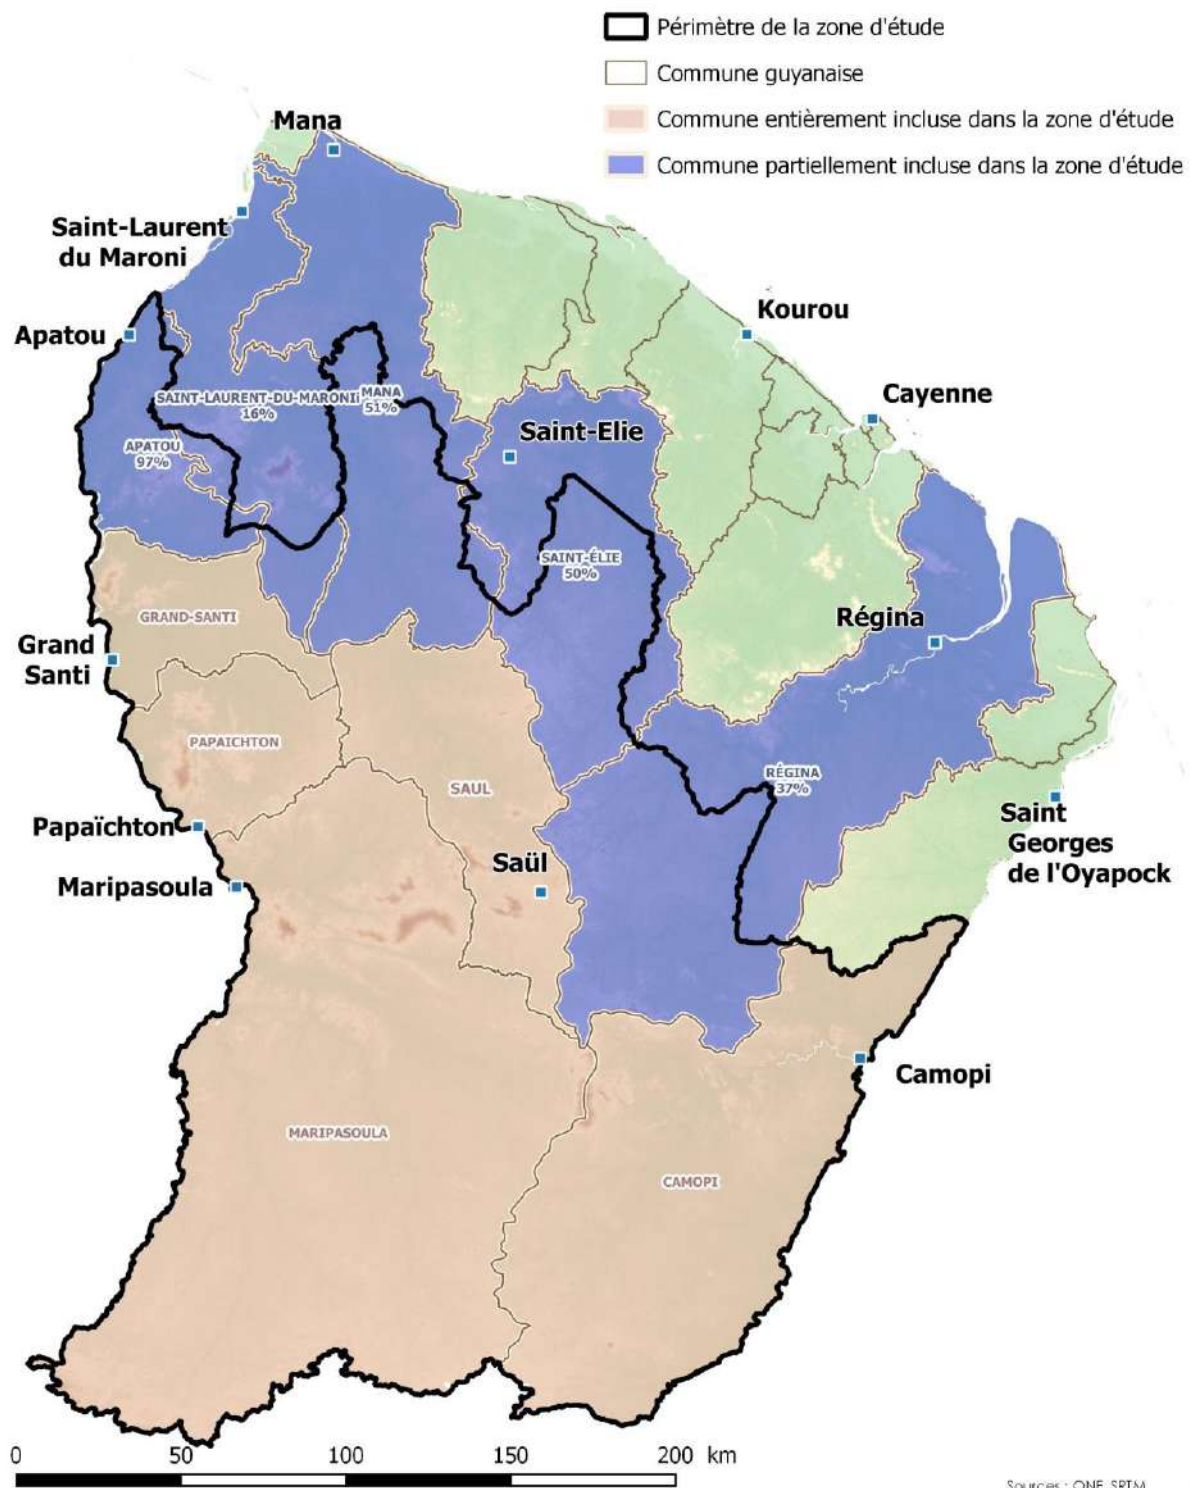 Périmètre de la zone d'étude
Commune guyanaise
Commune entièrement incluse dans la zone d'étude
Commune partiellement incluse dans la zone d'étude
Mana
Saint-Laurent
du Maroni
Apatou
Kourou
Cayenne
SAINT-LAURENT-DU-MARONI
16%
MANA
51%
Saint-Elie
APATOU
97%
SAINT-ÉLIE
50%
GRAND-SANTI
Régina
Grand
Santi
PAPAICHTON
RÉGINA
37%
SAUL
Saint
Georges
de l'Oyapock
Papaïchton
Saül
Maripasoula
Camopi
MARIPASOULA
CAMOPI
0 50 100 150 200 km
Sources : ONF, SRTM